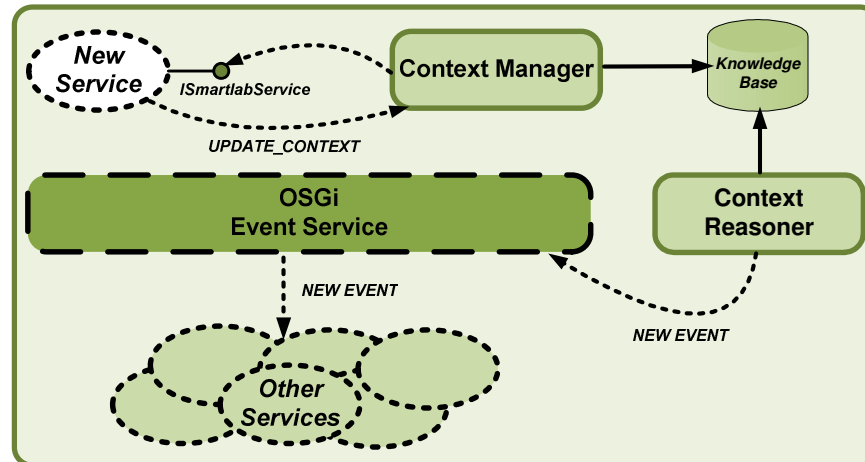 New
Service
ISmartlabService
Context Manager
Knowledge
Base
UPDATE_CONTEXT
OSGi
Event Service
Context
Reasoner
NEW EVENT
NEW EVENT
Other
Services